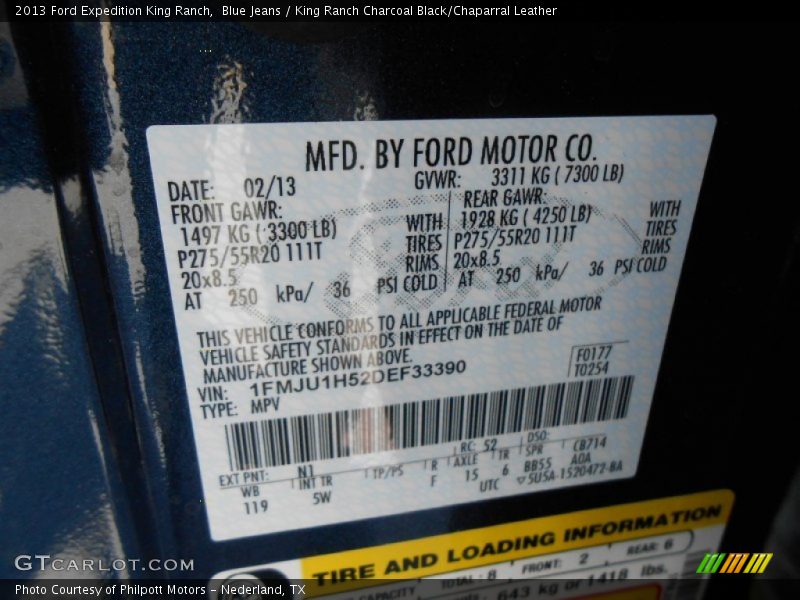 2013 Ford Expedition King Ranch, Blue Jeans / King Ranch Charcoal Black/Chaparral Leather
MFD. BY FORD MOTOR CO.
DATE: 02/13 GVWR: 3311 KG ( 7300 LB)
FRONT GAWR: REAR GAWR:
1497 KG ( 3300 LB) WITH 1928 KG ( 4250 LB) WITH
P275/55R20 111T TIRES P275/55R20 111T TIRES
20x8.5 RIMS 20x8.5 RIMS
AT 250 kPa/ 36 PSI COLD AT 250 kPa/ 36 PSI COLD
THIS VEHICLE CONFORMS TO ALL APPLICABLE FEDERAL MOTOR
VEHICLE SAFETY STANDARDS IN EFFECT ON THE DATE OF
MANUFACTURE SHOWN ABOVE.
F0177
VIN: 1FMJU1H52DEF33390
T0254
TYPE: MPV
EXT PNT: N1 RC: 52 DSO: CB714
WB INT TR TP/PS R AXLE TR SPR
119 5W F 15 6 BB55 A0A
UTC ▽5U5A-1520472-BA
TIRE AND LOADING INFORMATION
CAPACITY TOTAL: 8 FRONT: 2 REAR: 6
643 kg or 1418 lbs.
GTCARLOT.COM
Photo Courtesy of Philpott Motors - Nederland, TX